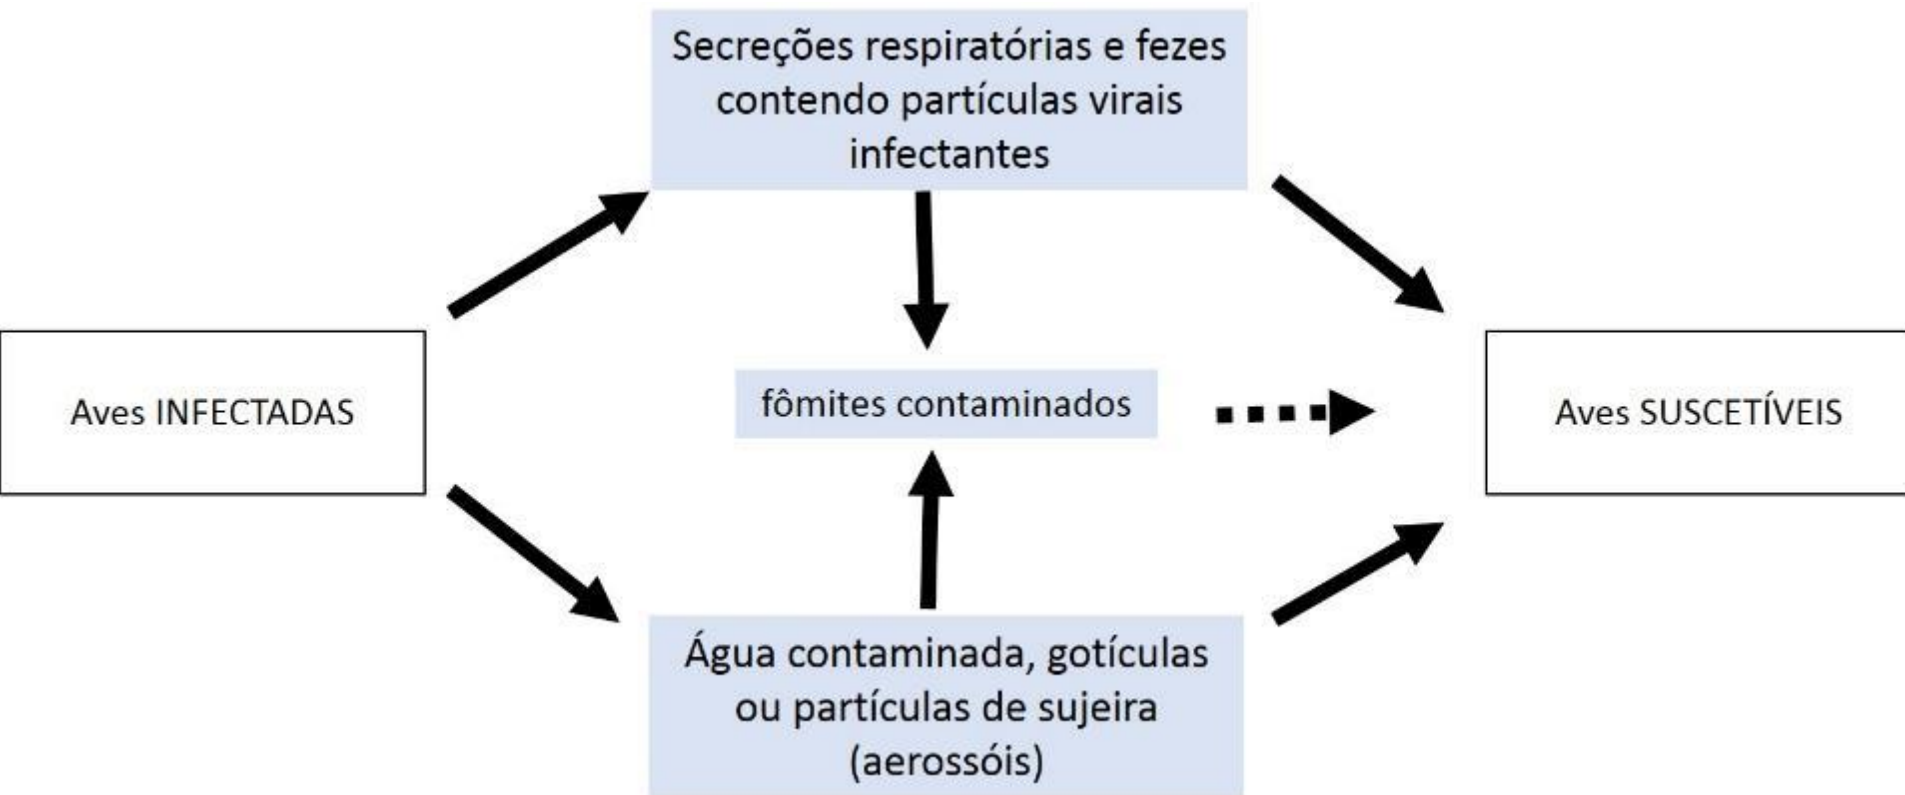 Secreções respiratórias e fezes
contendo partículas virais
infectantes
Aves INFECTADAS
fômites contaminados
Aves SUSCETÍVEIS
Água contaminada, gotículas
ou partículas de sujeira
(aerossóis)